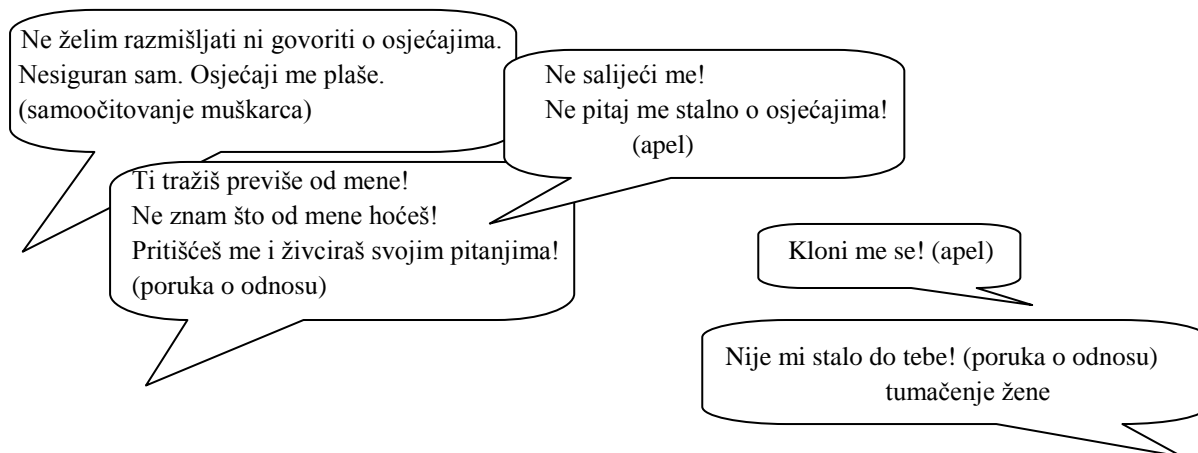 Ne želim razmišljati ni govoriti o osjećajima.
Nesiguran sam. Osjećaji me plaše.
(samoočitovanje muškarca)
Ne salijeći me!
Ne pitaj me stalno o osjećajima!
(apel)
Ti tražiš previše od mene!
Ne znam što od mene hoćeš!
Pritišćeš me i živciraš svojim pitanjima!
(poruka o odnosu)
Kloni me se! (apel)
Nije mi stalo do tebe! (poruka o odnosu)
tumačenje žene